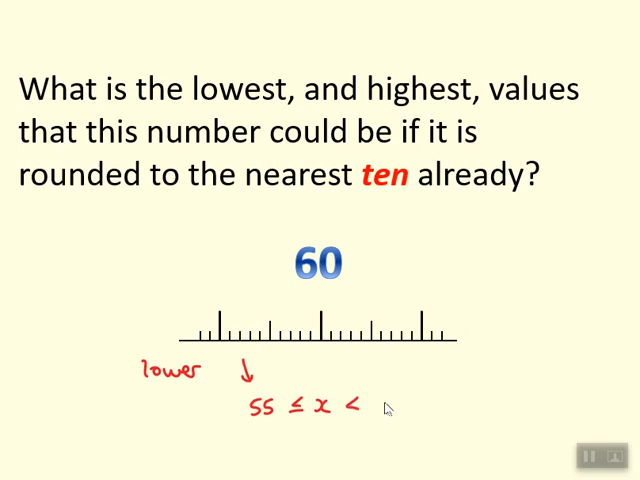 What is the lowest, and highest, values
that this number could be if it is
rounded to the nearest ten already?
60
lower
55 ≤ x <